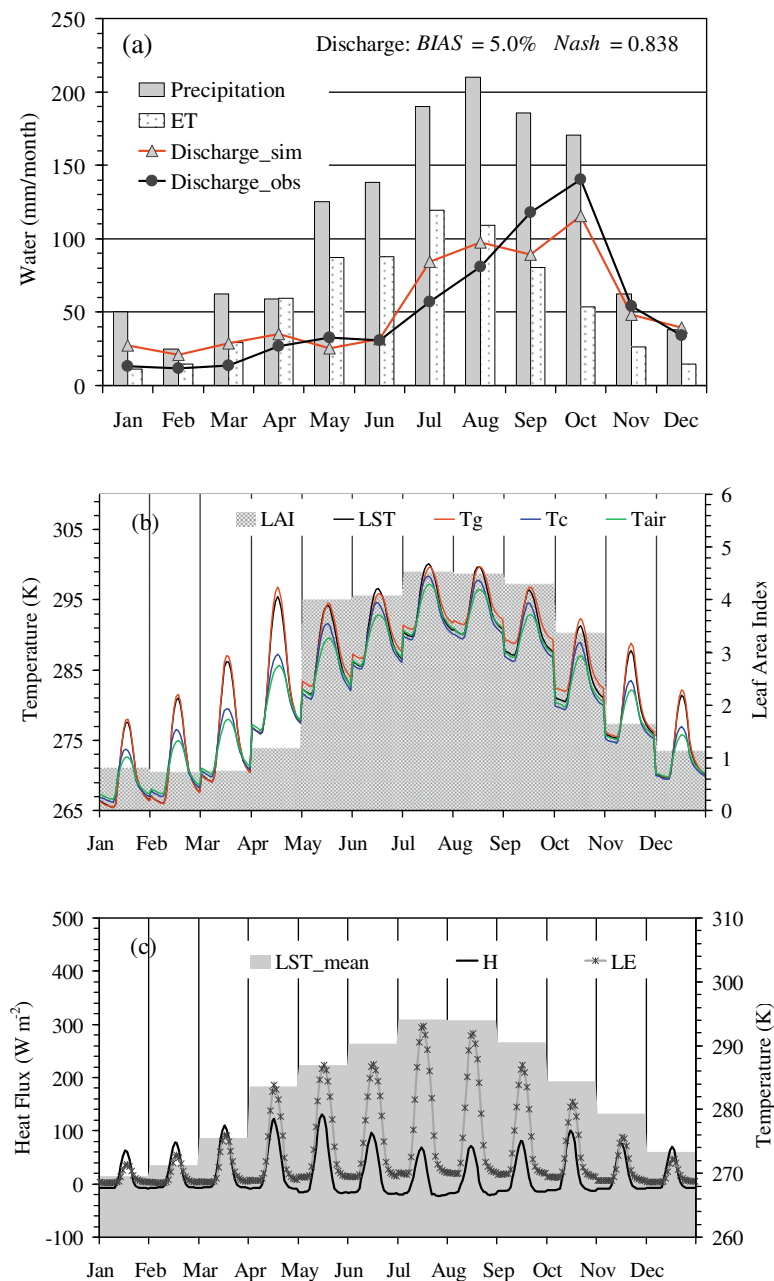 (a)
Discharge: BIAS = 5.0% Nash = 0.838
Precipitation
ET
Discharge_sim
Discharge_obs
Water (mm/month)
250
200
150
100
50
0
Jan Feb Mar Apr May Jun Jul Aug Sep Oct Nov Dec
(b)
LAI LST Tg Tc Tair
Temperature (K)
305
295
285
275
265
Leaf Area Index
6
5
4
3
2
1
0
Jan Feb Mar Apr May Jun Jul Aug Sep Oct Nov Dec
(c)
LST_mean H LE
Heat Flux (W m-2)
500
400
300
200
100
0
-100
Temperature (K)
310
300
290
280
270
260
Jan Feb Mar Apr May Jun Jul Aug Sep Oct Nov Dec